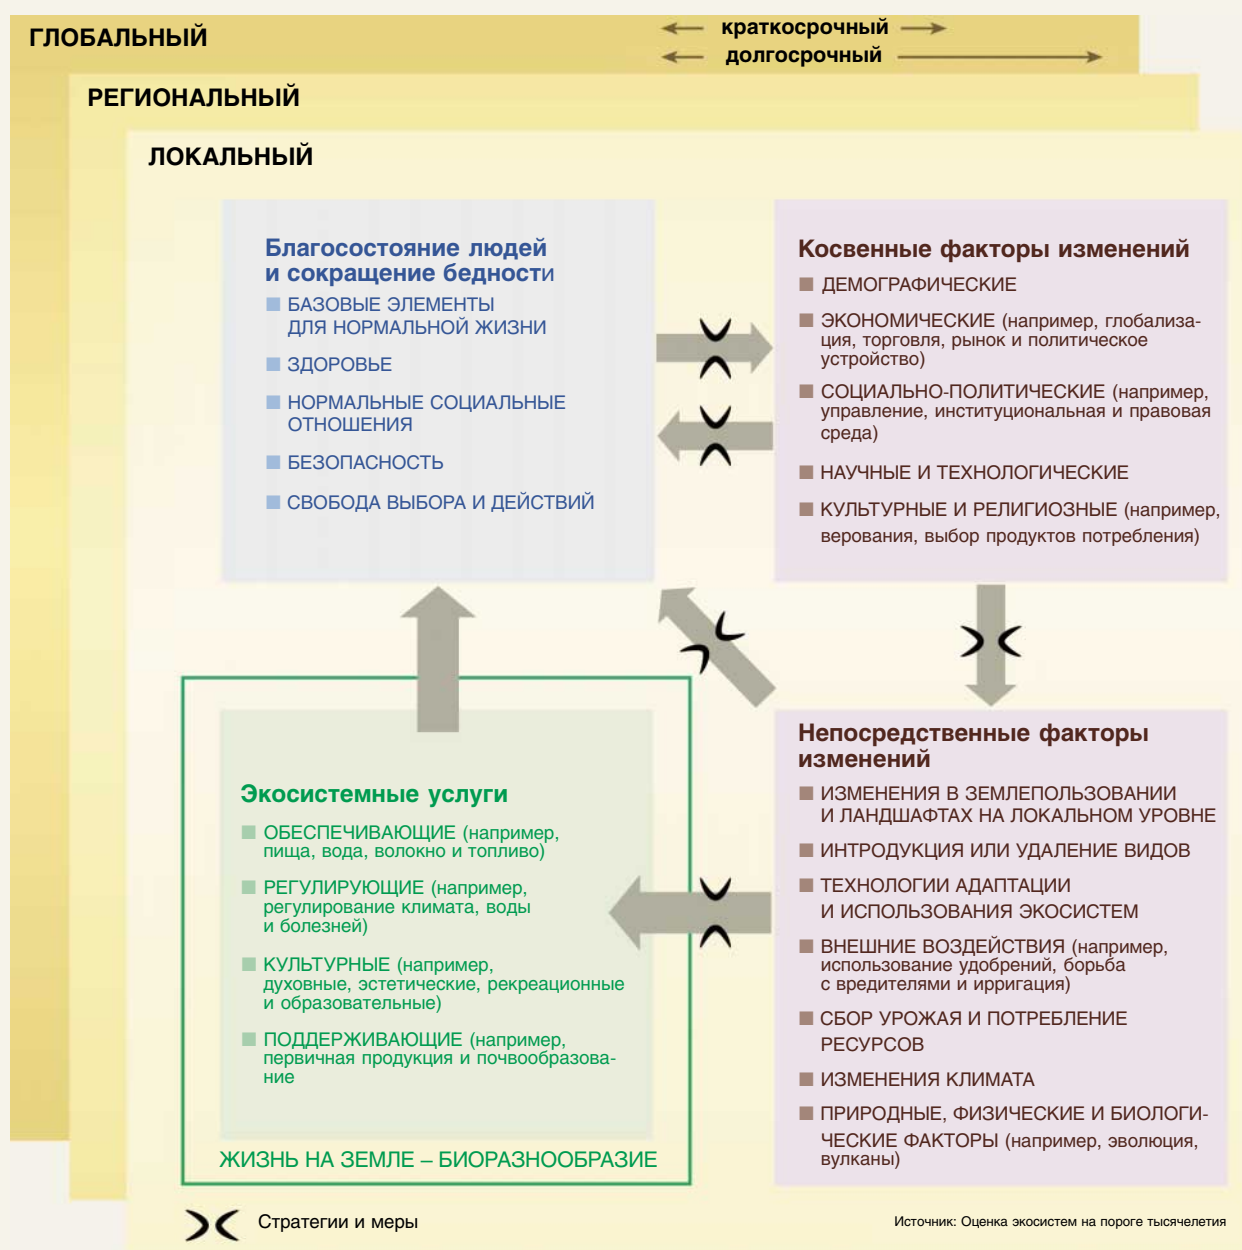 ГЛОБАЛЬНЫЙ
краткосрочный
долгосрочный
РЕГИОНАЛЬНЫЙ
ЛОКАЛЬНЫЙ
Благосостояние людей
и сокращение бедности
БАЗОВЫЕ ЭЛЕМЕНТЫ
ДЛЯ НОРМАЛЬНОЙ ЖИЗНИ
ЗДОРОВЬЕ
НОРМАЛЬНЫЕ СОЦИАЛЬНЫЕ
ОТНОШЕНИЯ
БЕЗОПАСНОСТЬ
СВОБОДА ВЫБОРА И ДЕЙСТВИЙ
Косвенные факторы изменений
ДЕМОГРАФИЧЕСКИЕ
ЭКОНОМИЧЕСКИЕ (например, глобализа-
ция, торговля, рынок и политическое
устройство)
СОЦИАЛЬНО-ПОЛИТИЧЕСКИЕ (например,
управление, институциональная и правовая
среда)
НАУЧНЫЕ И ТЕХНОЛОГИЧЕСКИЕ
КУЛЬТУРНЫЕ И РЕЛИГИОЗНЫЕ (например,
верования, выбор продуктов потребления)
Экосистемные услуги
ОБЕСПЕЧИВАЮЩИЕ (например,
пища, вода, волокно и топливо)
РЕГУЛИРУЮЩИЕ (например,
регулирование климата, воды
и болезней)
КУЛЬТУРНЫЕ (например,
духовные, эстетические, рекреационные
и образовательные)
ПОДДЕРЖИВАЮЩИЕ (например,
первичная продукция и почвообразова-
ние
ЖИЗНЬ НА ЗЕМЛЕ – БИОРАЗНООБРАЗИЕ
Непосредственные факторы
изменений
ИЗМЕНЕНИЯ В ЗЕМЛЕПОЛЬЗОВАНИИ
И ЛАНДШАФТАХ НА ЛОКАЛЬНОМ УРОВНЕ
ИНТРОДУКЦИЯ ИЛИ УДАЛЕНИЕ ВИДОВ
ТЕХНОЛОГИИ АДАПТАЦИИ
И ИСПОЛЬЗОВАНИЯ ЭКОСИСТЕМ
ВНЕШНИЕ ВОЗДЕЙСТВИЯ (например,
использование удобрений, борьба
с вредителями и ирригация)
СБОР УРОЖАЯ И ПОТРЕБЛЕНИЕ
РЕСУРСОВ
ИЗМЕНЕНИЯ КЛИМАТА
ПРИРОДНЫЕ, ФИЗИЧЕСКИЕ И БИОЛОГИ-
ЧЕСКИЕ ФАКТОРЫ (например, эволюция,
вулканы)
Стратегии и меры
Источник: Оценка экосистем на пороге тысячелетия